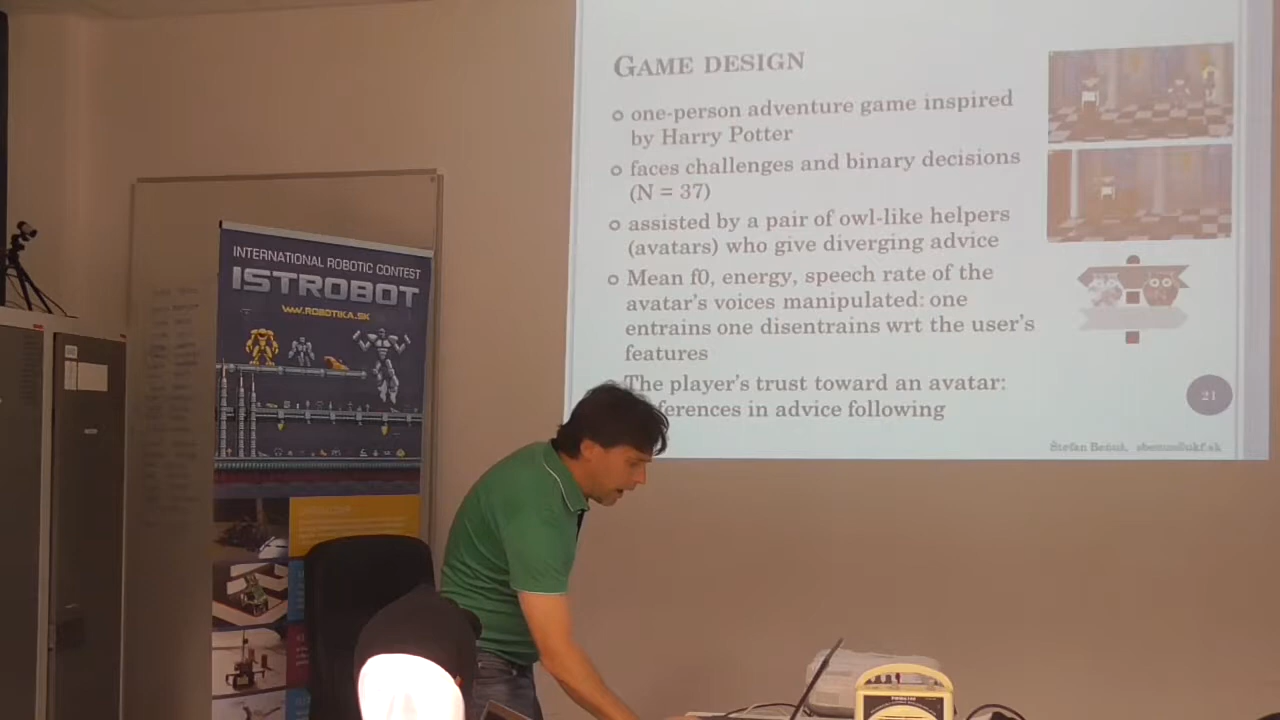 INTERNATIONAL ROBOTIC CONTEST
ISTROBOT
WWW.ROBOTIKA.SK
GAME DESIGN
one-person adventure game inspired
by Harry Potter
faces challenges and binary decisions
(N = 37)
assisted by a pair of owl-like helpers
(avatars) who give diverging advice
Mean f0, energy, speech rate of the
avatar's voices manipulated: one
entrains one disentrains wrt the user's
features
The player's trust toward an avatar:
ferences in advice following
21
Štefan Beňuš,